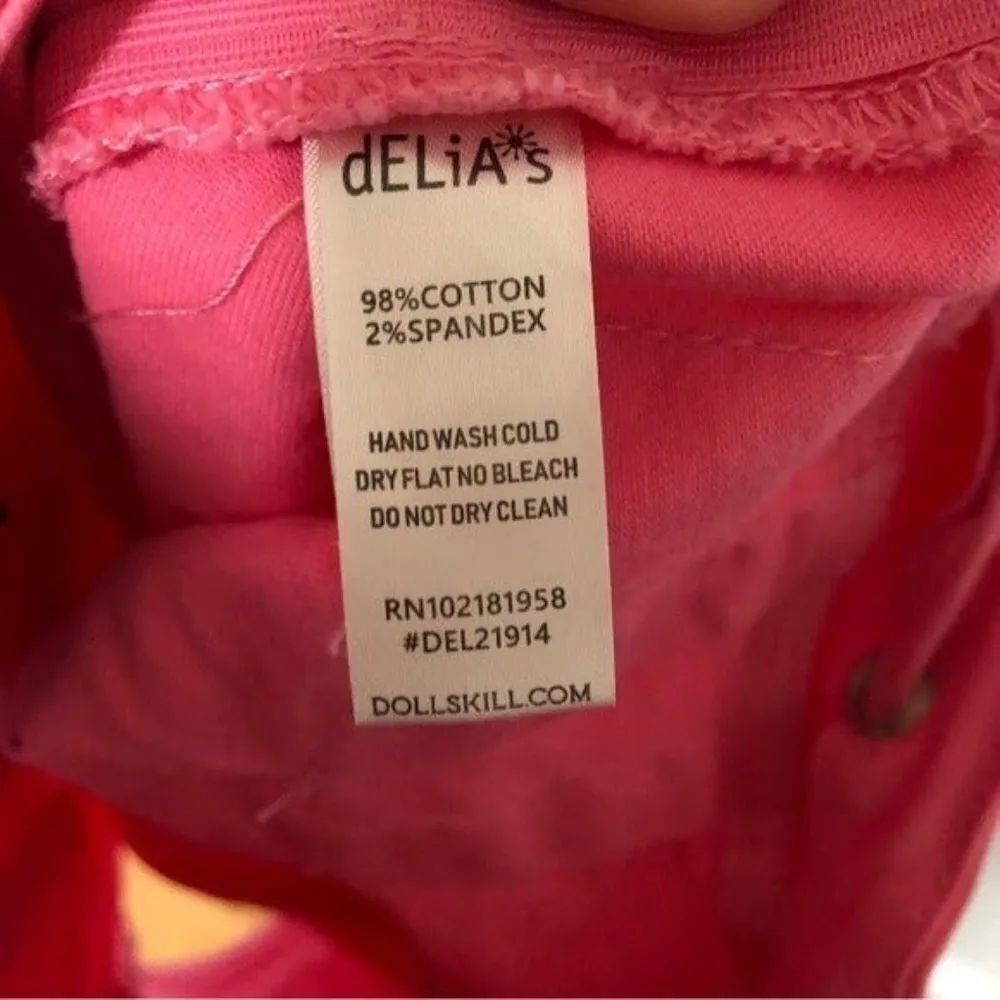 dELiA*s
98%COTTON
2%SPANDEX
HAND WASH COLD
DRY FLAT NO BLEACH
DO NOT DRY CLEAN
RN102181958
#DEL21914
DOLLSKILL.COM